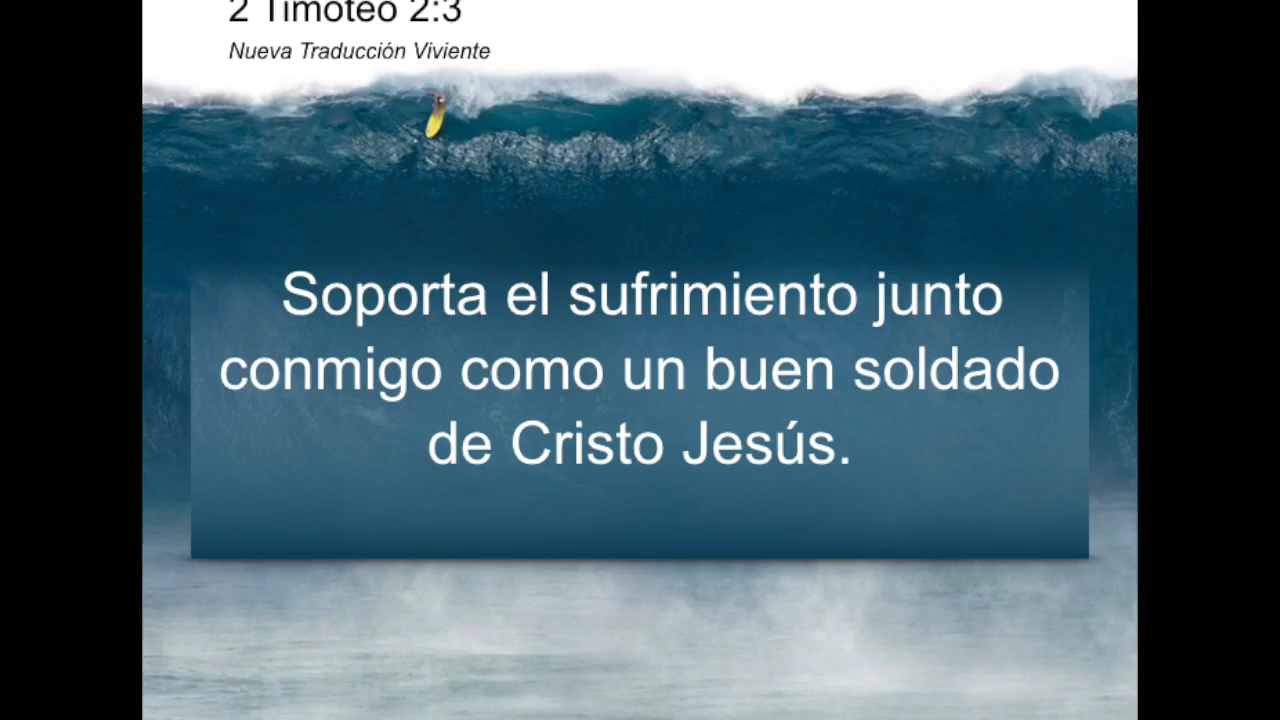 2 Timoteo 2:3
Nueva Traducción Viviente
Soporta el sufrimiento junto
conmigo como un buen soldado
de Cristo Jesús.